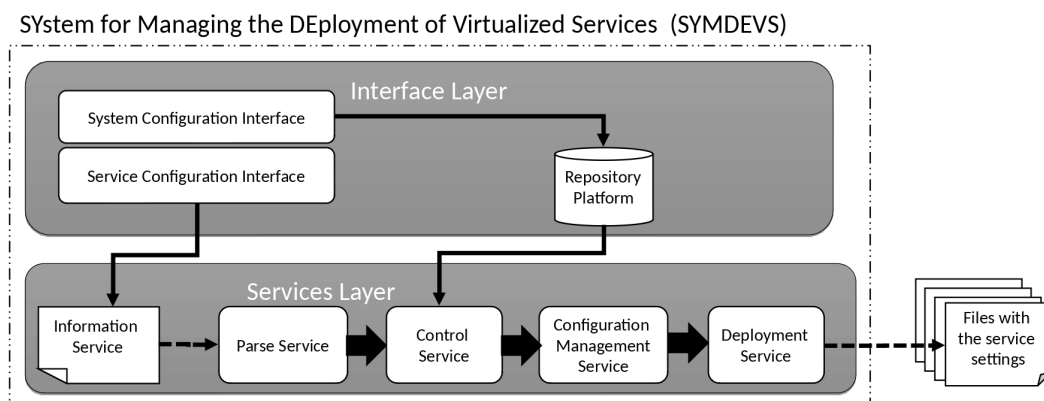 SYstem for Managing the DEployment of Virtualized Services  (SYMDEVS)
Interface Layer
System Configuration Interface
Service Configuration Interface
Repository
Platform
Services Layer
Information
Service
Parse Service
Control
Service
Configuration
Management
Service
Deployment
Service
Files with
the service
settings